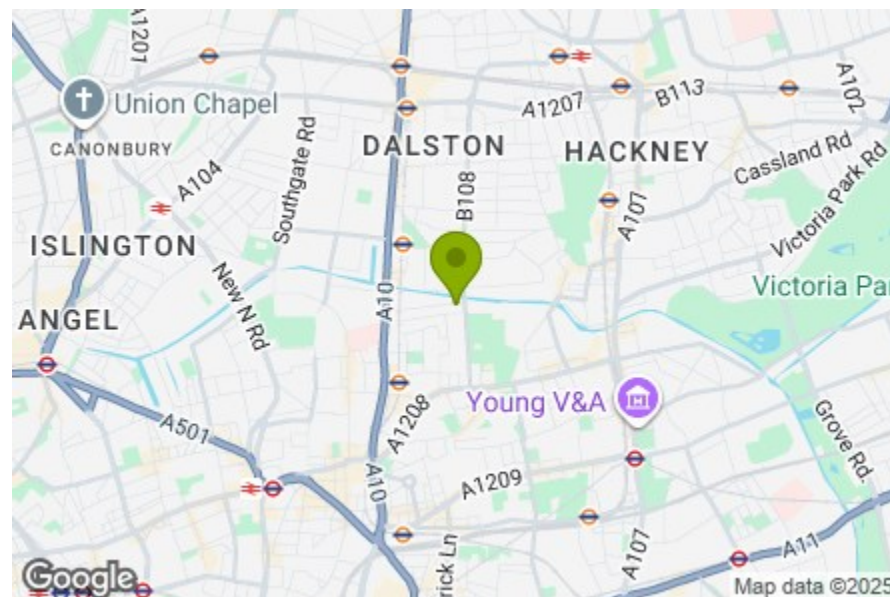 A1201
Union Chapel
CANONBURY
A104
Southgate Rd
DALSTON
B108
A1207
B113
A102
HACKNEY
Cassland Rd
Victoria Park Rd
A107
ISLINGTON
New N Rd
A10
ANGEL
Victoria Par
Young V&A
A1208
A501
A10
A1209
Grove Rd.
rick Ln
A107
A11
Google
Map data ©2025